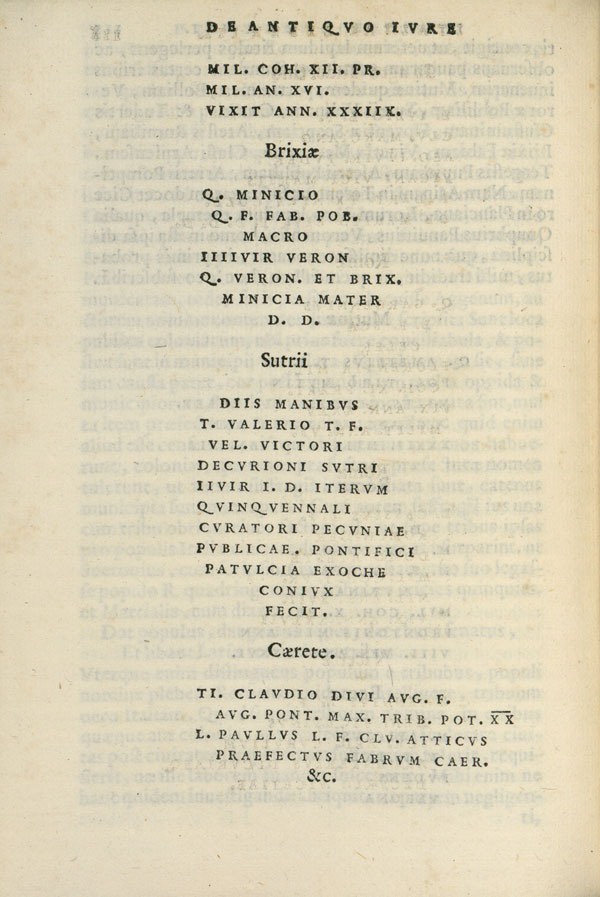 DE ANTIQVO IVRE
MIL. COH. XII. PR.
MIL. AN. XVI.
VIXIT ANN. XXXIIX.
Brixiæ
Q. MINICIO
Q. F. FAB. POB.
MACRO
IIIIVIR VERON
Q. VERON. ET BRIX.
MINICIA MATER
D. D.
Sutrii
DIIS MANIBVS
T. VALERIO T. F.
VEL. VICTORI
DECVRIONI SVTRI
IIVIR I. D. ITERVM
QVINQVENNALI
CVRATORI PECVNIAE
PVBLICAE. PONTIFICI
PATVLCIA EXOCHE
CONIVX
FECIT.
Cærete.
TI. CLAVDIO DIVI AVG. F.
AVG. PONT. MAX. TRIB. POT. X̅X̅
L. PAVLLVS L. F. CLV. ATTICVS
PRAEFECTVS FABRVM CAER.
&c.